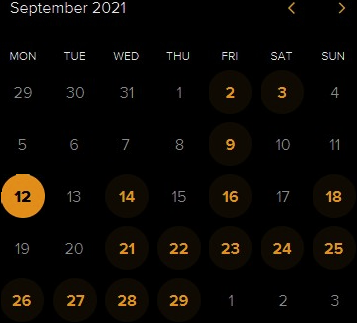 September 2021
MON TUE WED THU FRI SAT SUN
29 30 31 1 2 3 4
5 6 7 8 9 10 11
12 13 14 15 16 17 18
19 20 21 22 23 24 25
26 27 28 29 1 2 3